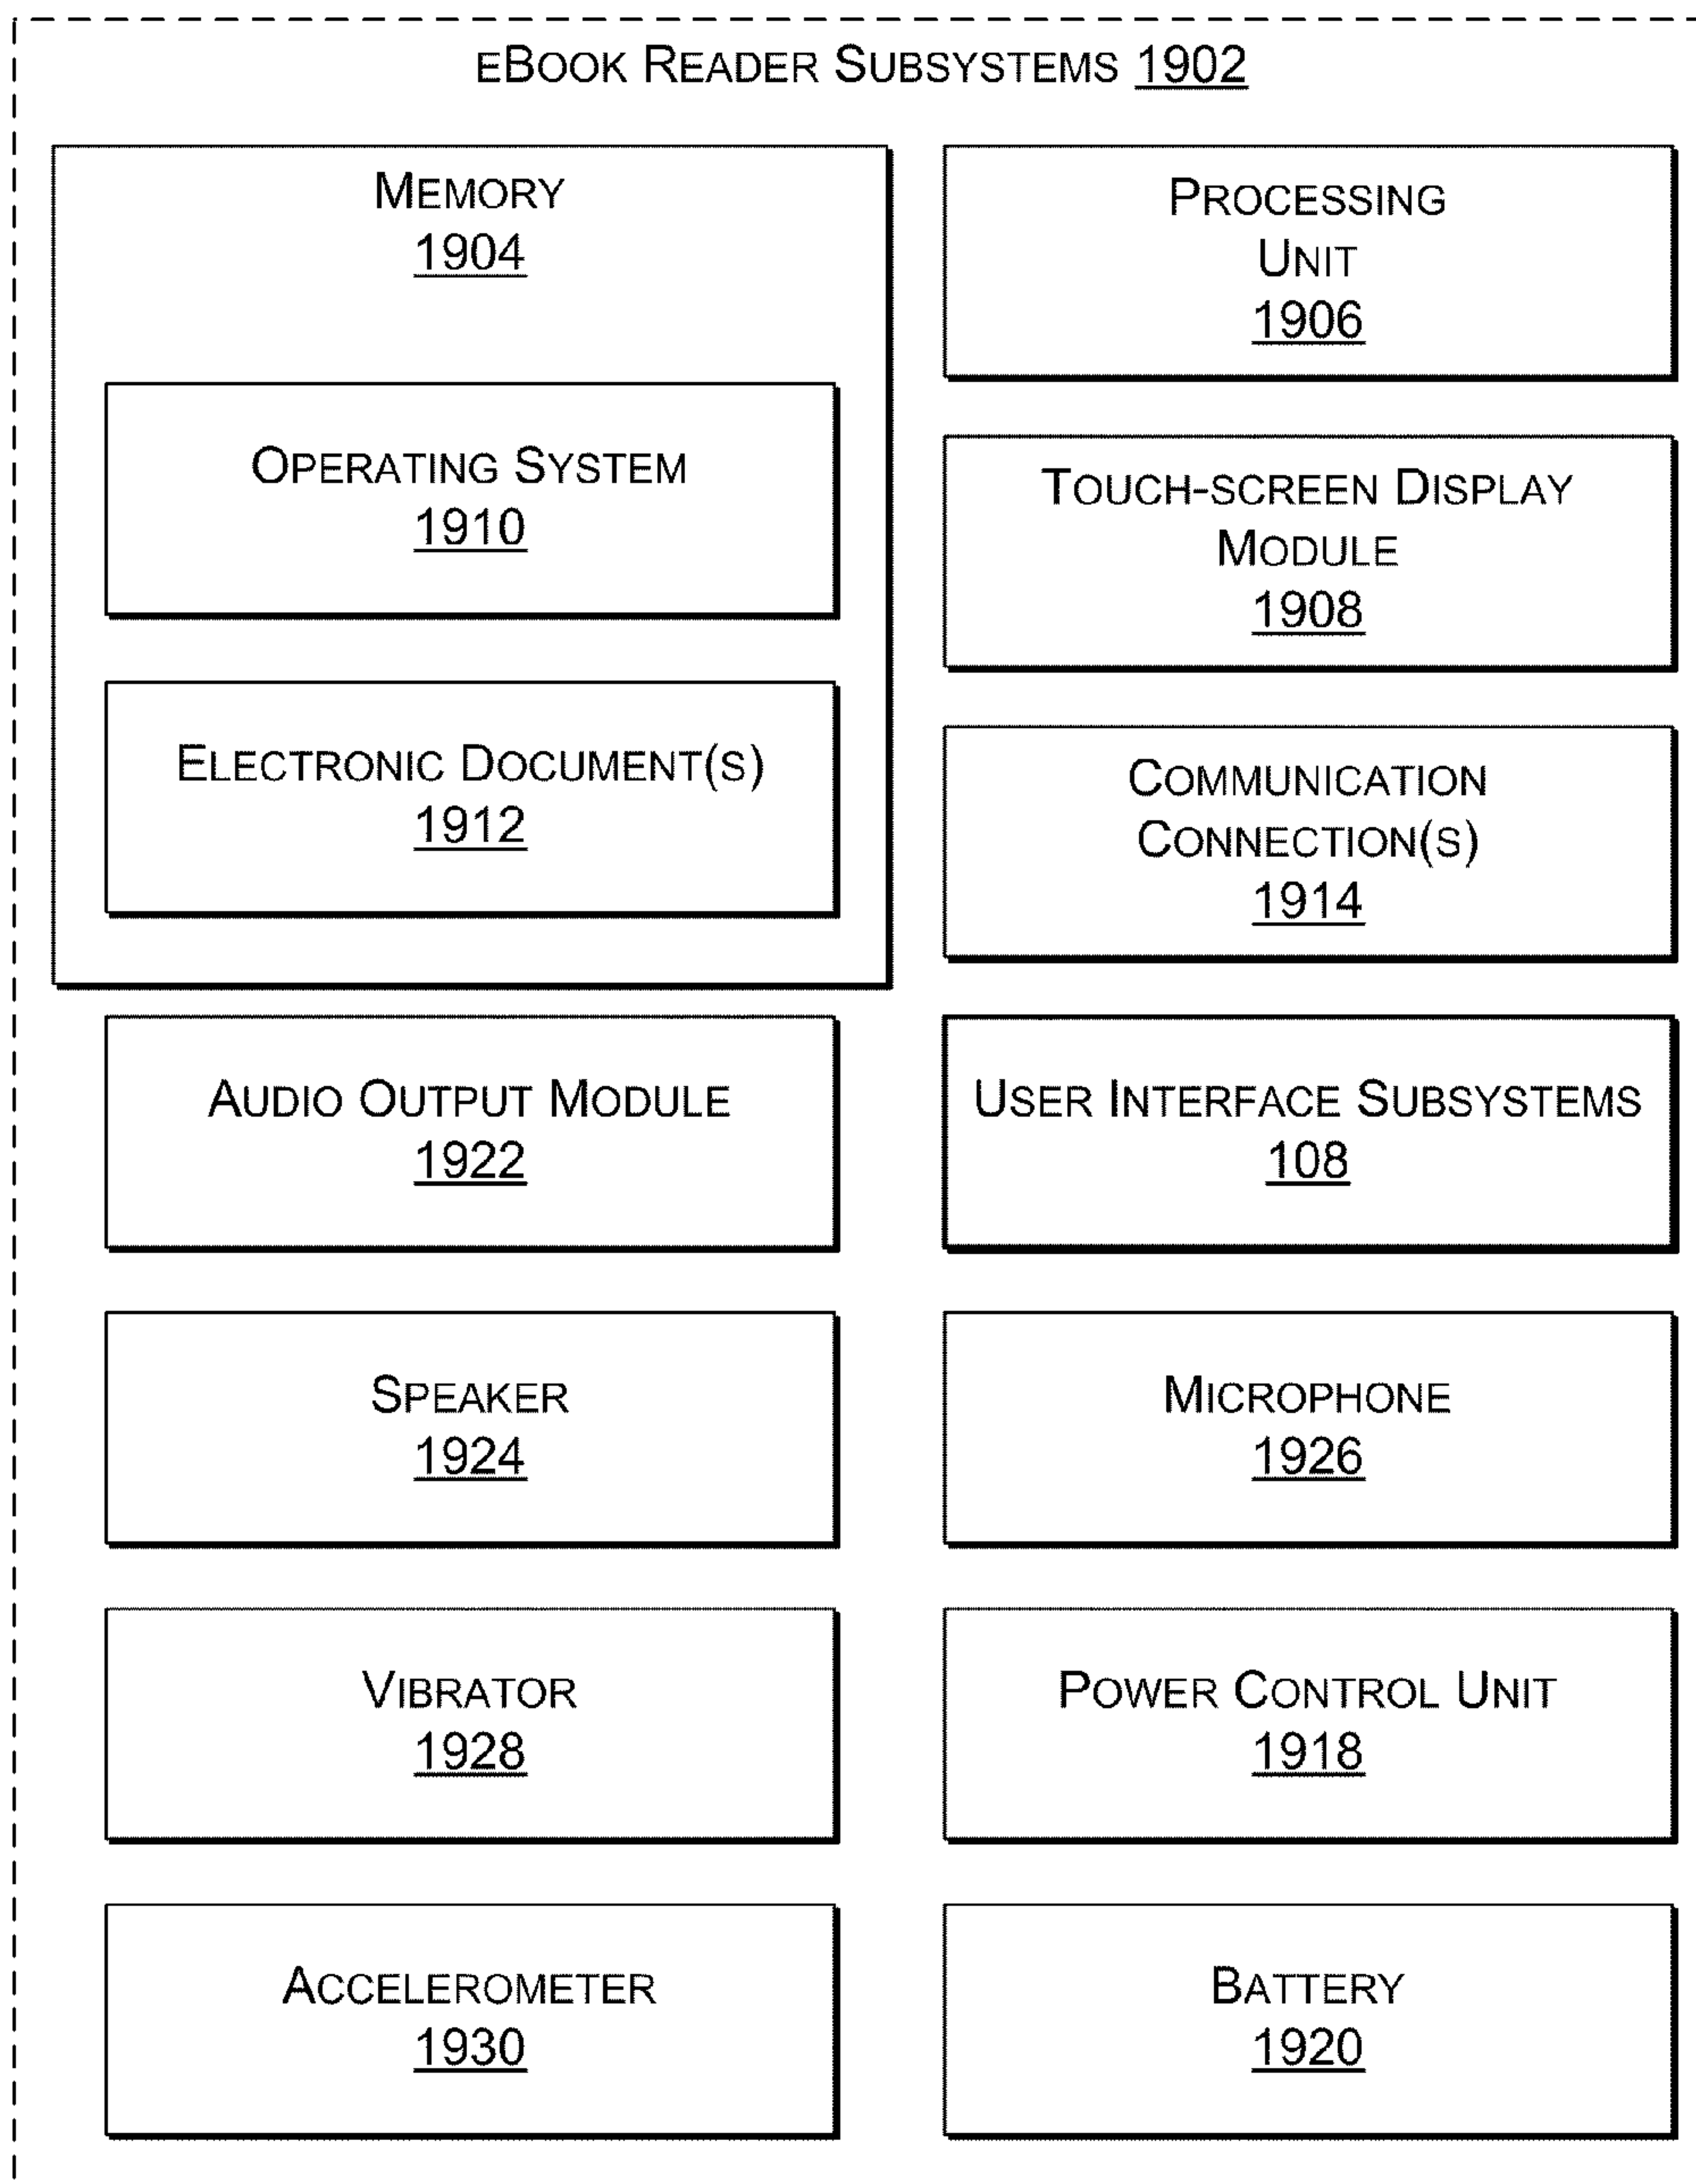 eBook Reader Subsystems 1902
Memory
1904
Operating System
1910
Electronic Document(s)
1912
Processing
Unit
1906
Touch-screen Display
Module
1908
Communication
Connection(s)
1914
Audio Output Module
1922
User Interface Subsystems
108
Speaker
1924
Microphone
1926
Vibrator
1928
Power Control Unit
1918
Accelerometer
1930
Battery
1920